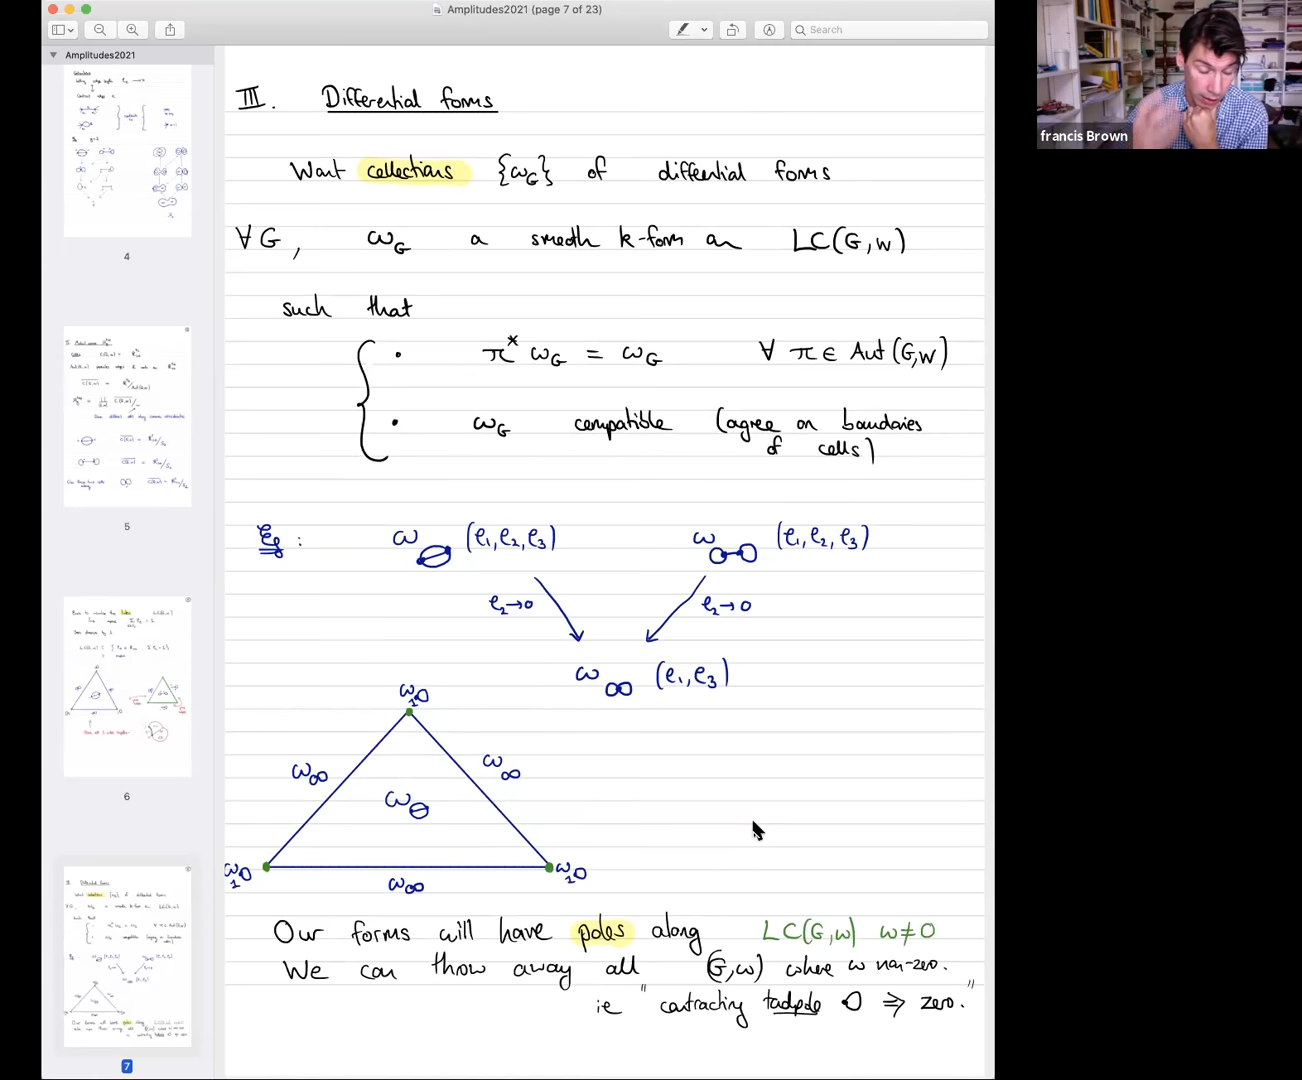 Amplitudes2021 (page 7 of 23)
Search
Amplitudes2021
4
5
6
7
francis Brown
III. Differential forms
Want collections {ω_G} of differential forms
∀G, ω_G a smooth k-form on LC(G,w)
such that
• π* ω_G = ω_G ∀ π ∈ Aut(G,w)
• ω_G compatible (agree on boundaries
of cells)
Eg: ω (l₁,l₂,l₃) ω (l₁,l₂,l₃)
l₂→0 l₂→0
ω (l₁,l₃)
ω 1
ω ω
ω
ω 1 ω 1
ω
Our forms will have poles along LC(G,w) w≠0
We can throw away all (G,w) where w non-zero.
ie "contracting tadpole ⇒ zero."